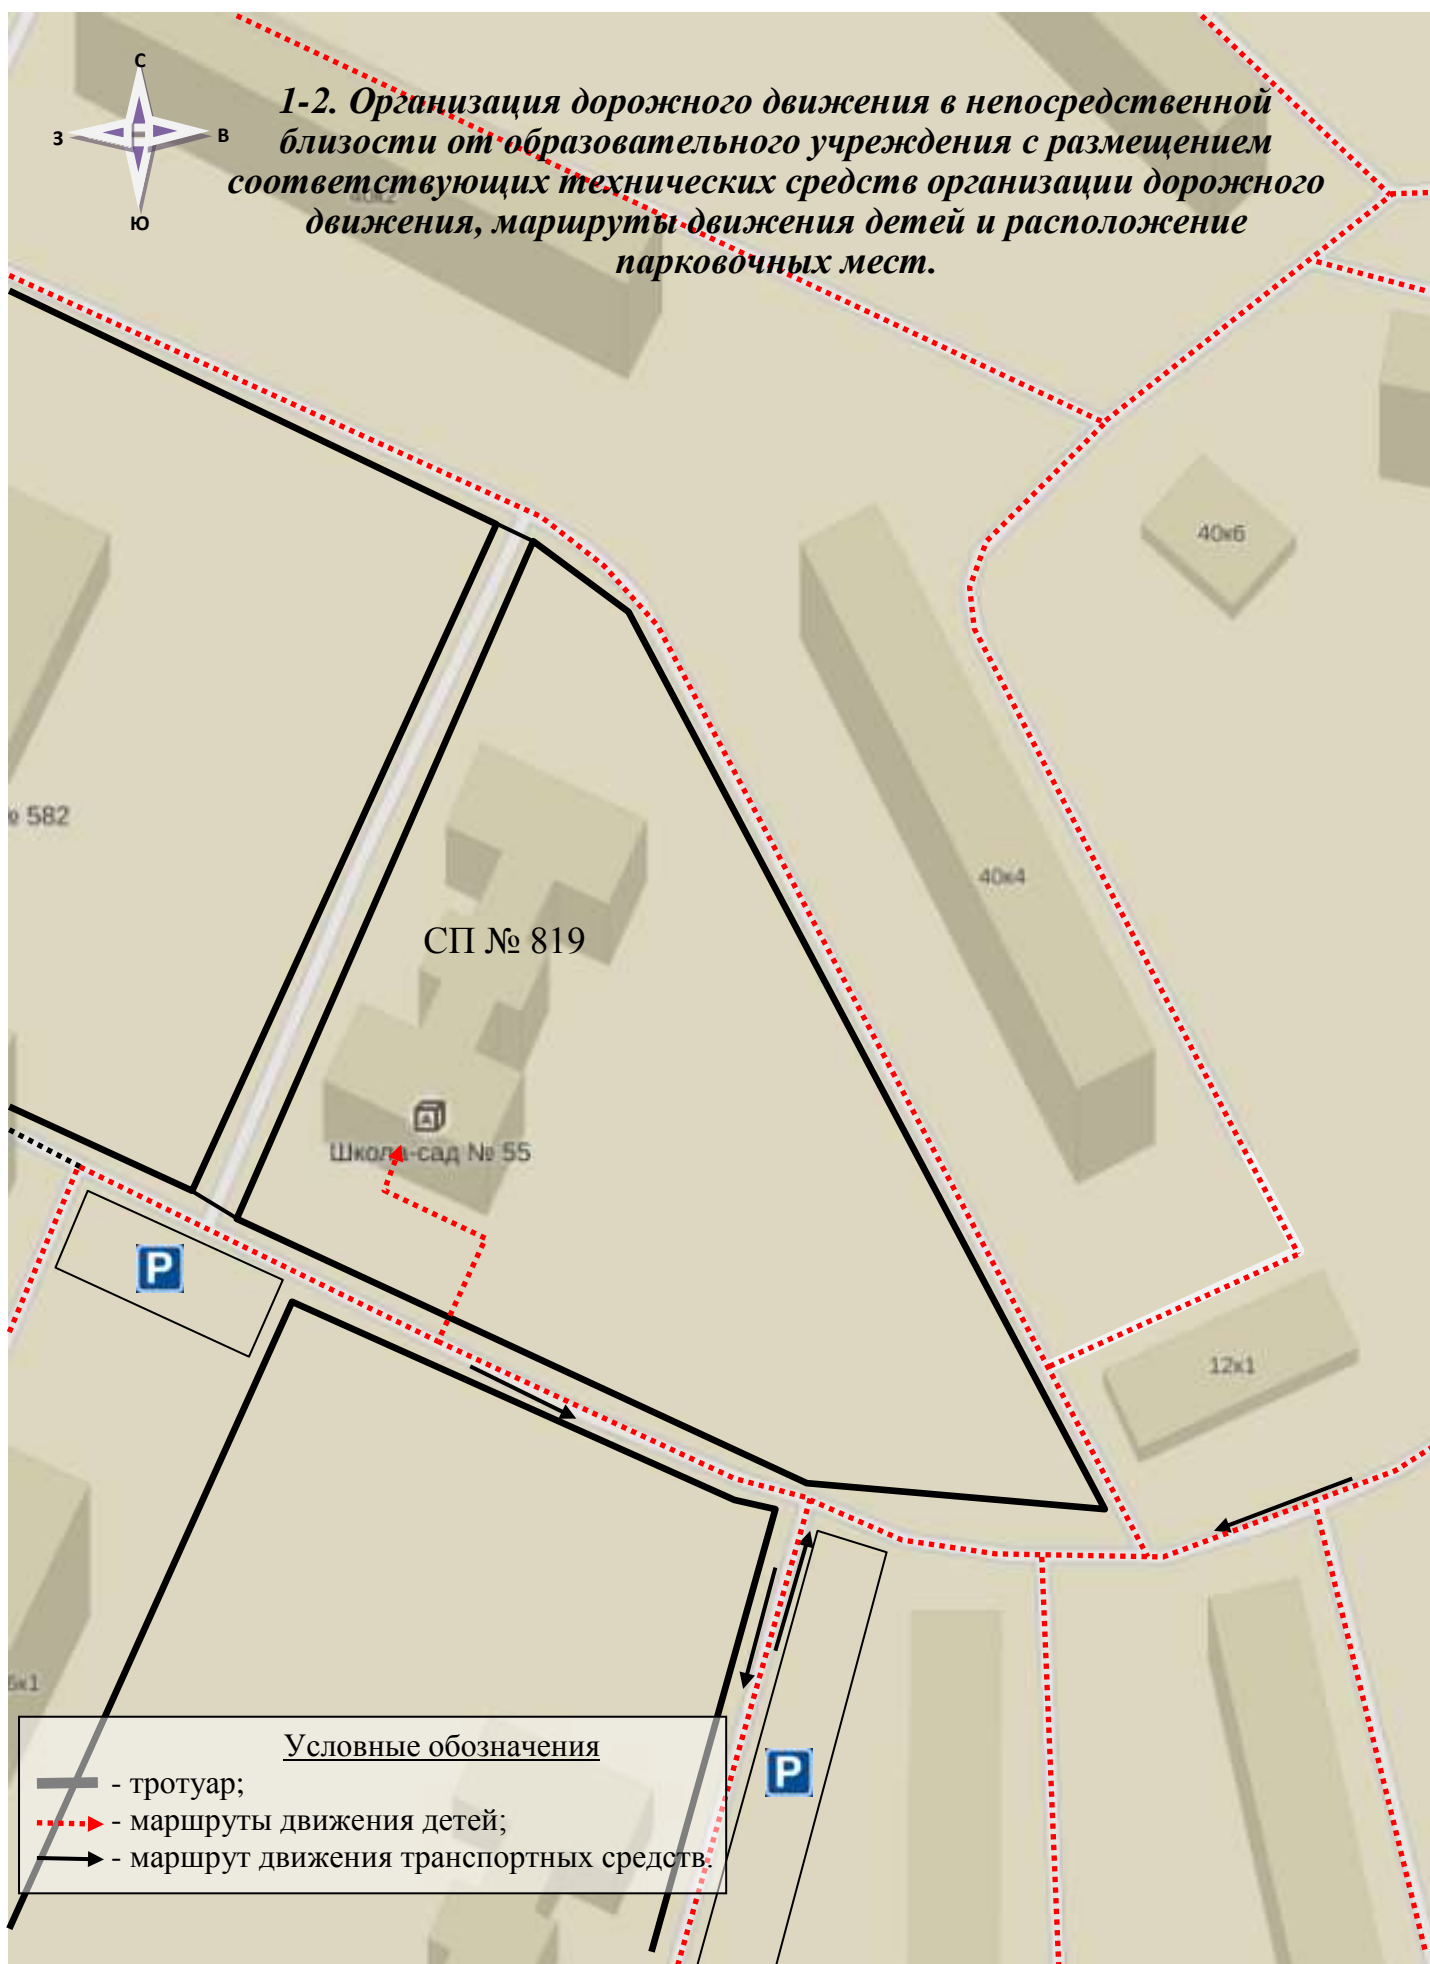 С
З
В
Ю
1-2. Организация дорожного движения в непосредственной
близости от образовательного учреждения с размещением
соответствующих технических средств организации дорожного
движения, маршруты движения детей и расположение
парковочных мест.
40к2
40к6
№ 582
40к4
СП № 819
Школа-сад № 55
P
12к1
6к1
Условные обозначения
- тротуар;
- маршруты движения детей;
- маршрут движения транспортных средств.
P